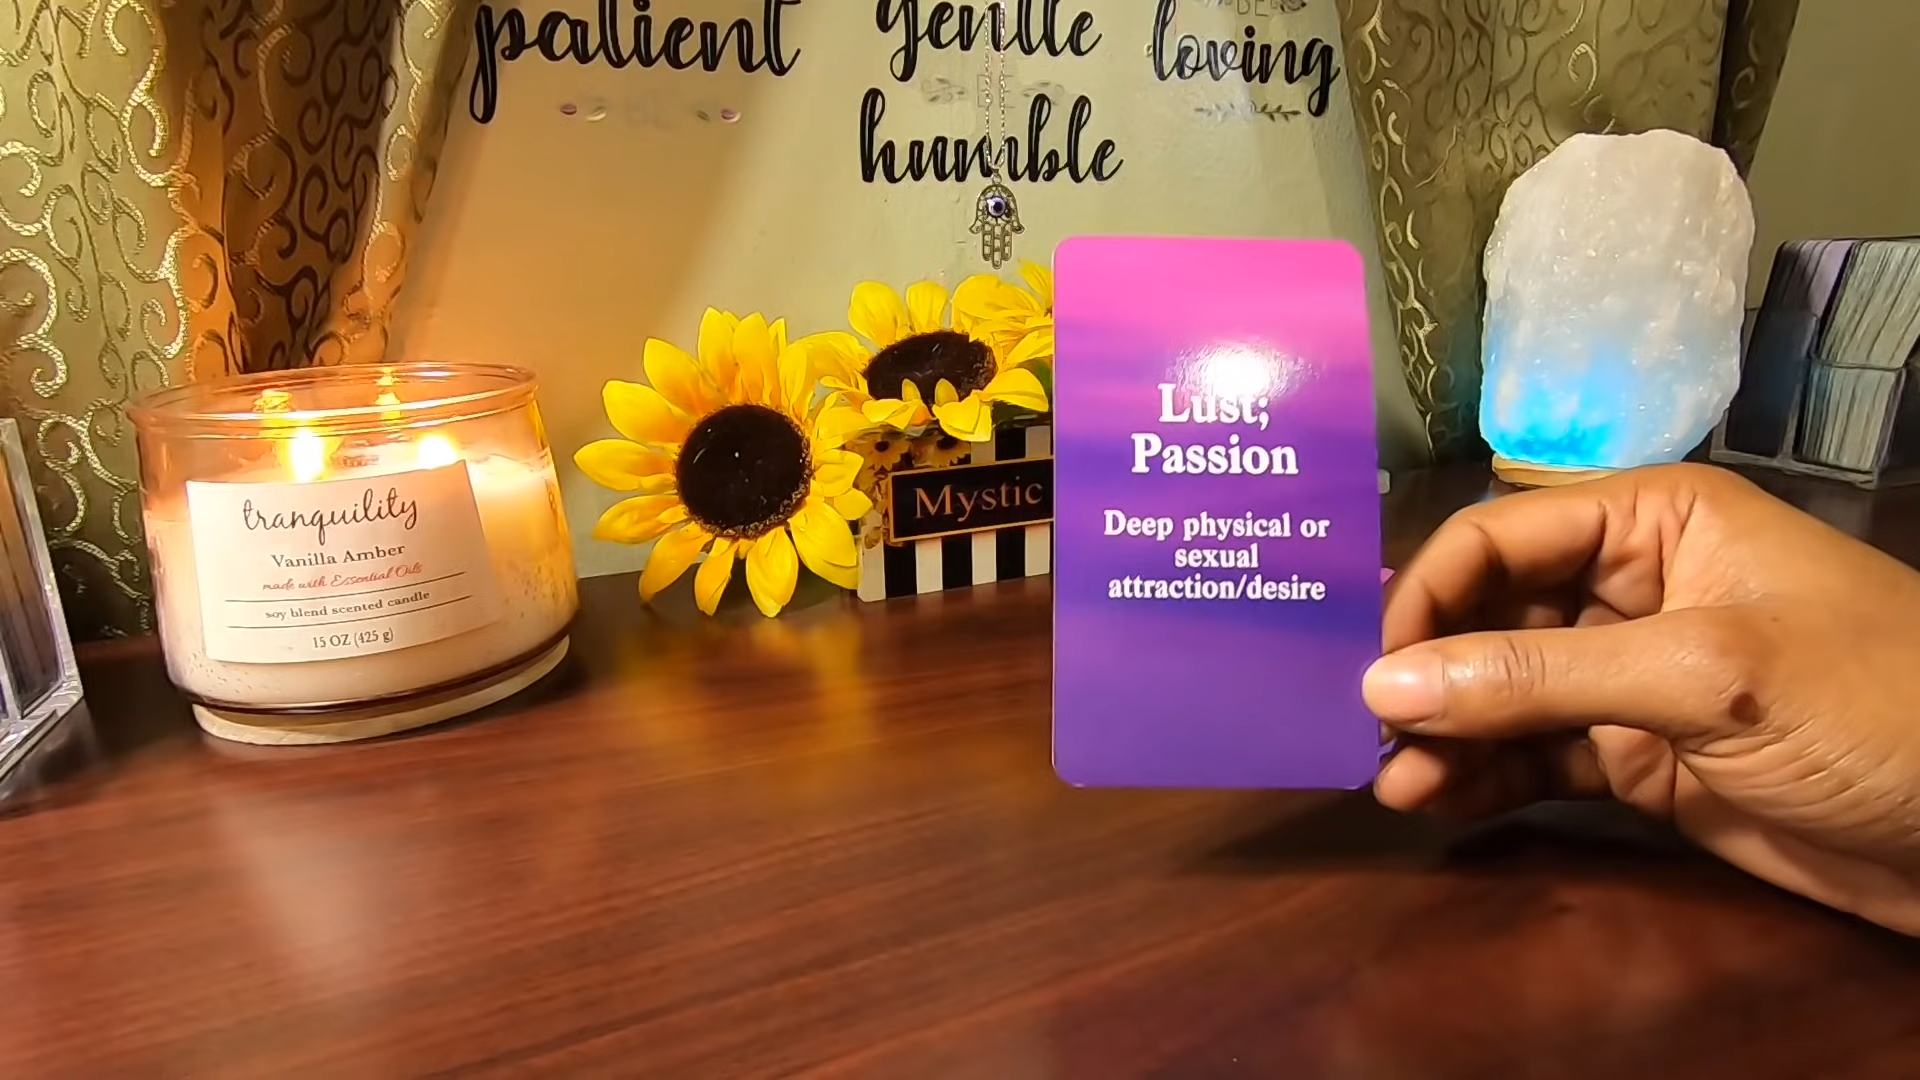 patient
gentle
loving
humble
Mystic
tranquility
Vanilla Amber
made with Essential Oils
soy blend scented candle
15 OZ (425 g)
Lust;
Passion
Deep physical or
sexual
attraction/desire